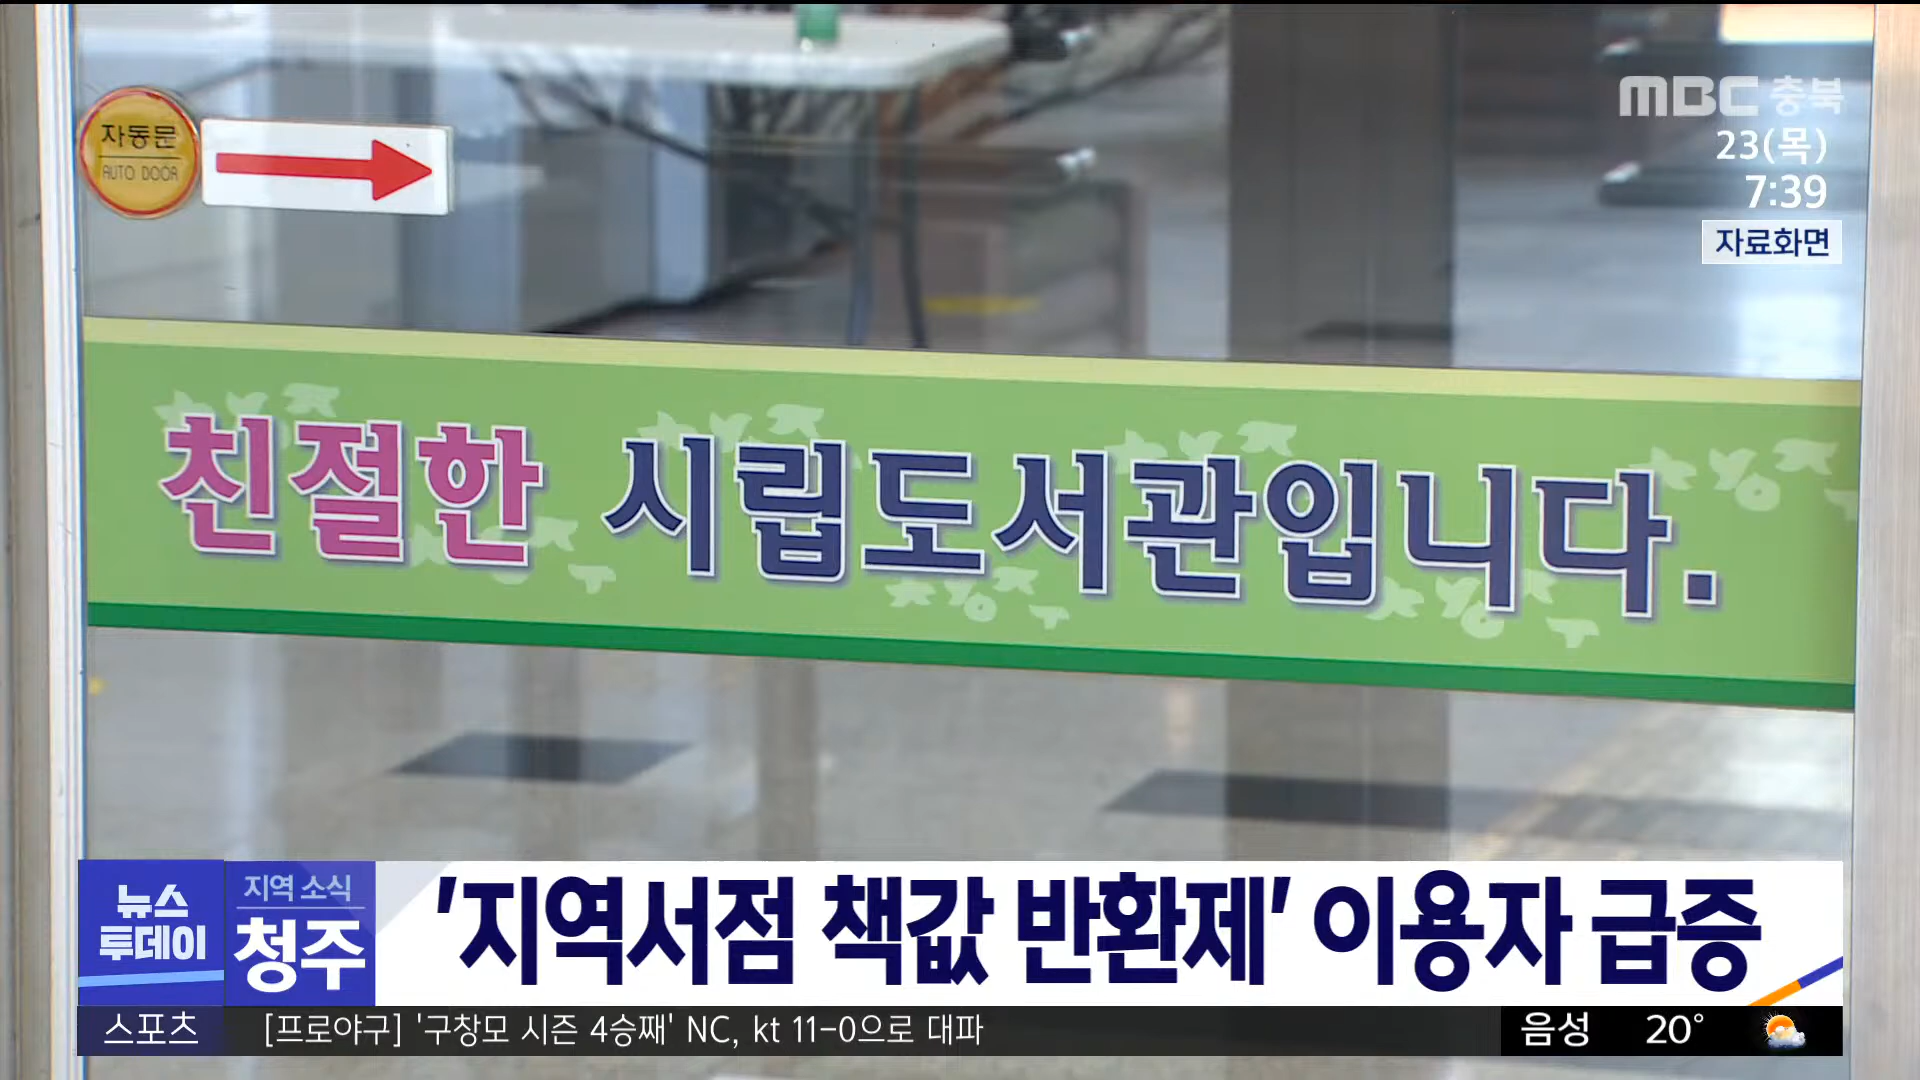 MBC 충북
23(목)
7:39
자료화면
자동문
AUTO DOOR
친절한 시립도서관입니다.
뉴스
투데이
지역 소식
청주
'지역서점 책값 반환제' 이용자 급증
스포츠 [프로야구] '구창모 시즌 4승째' NC, kt 11-0으로 대파 음성 20°